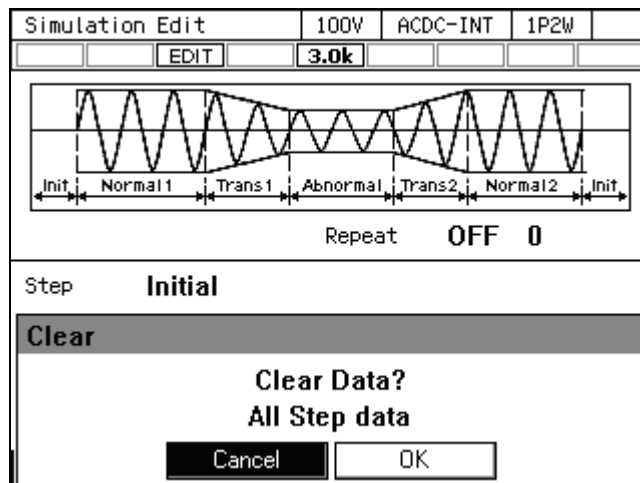 Simulation Edit 100V ACDC-INT 1P2W
EDIT 3.0k
Init Normal1 Trans1 Abnormal Trans2 Normal2 Init
Repeat OFF 0
Step Initial
Clear
Clear Data?
All Step data
Cancel OK